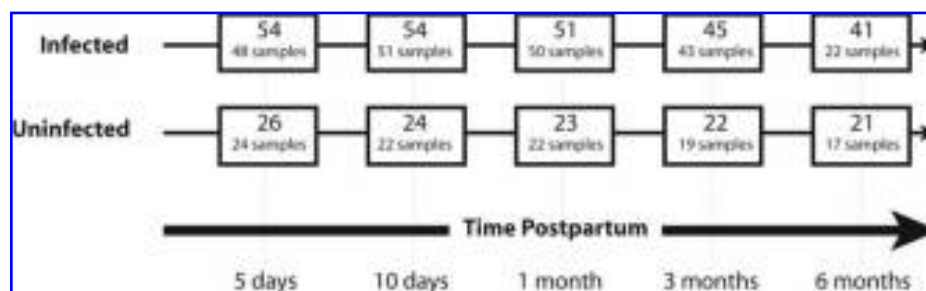 Infected
54
48 samples
54
51 samples
51
50 samples
45
43 samples
41
22 samples
Uninfected
26
24 samples
24
22 samples
23
22 samples
22
19 samples
21
17 samples
Time Postpartum
5 days
10 days
1 month
3 months
6 months